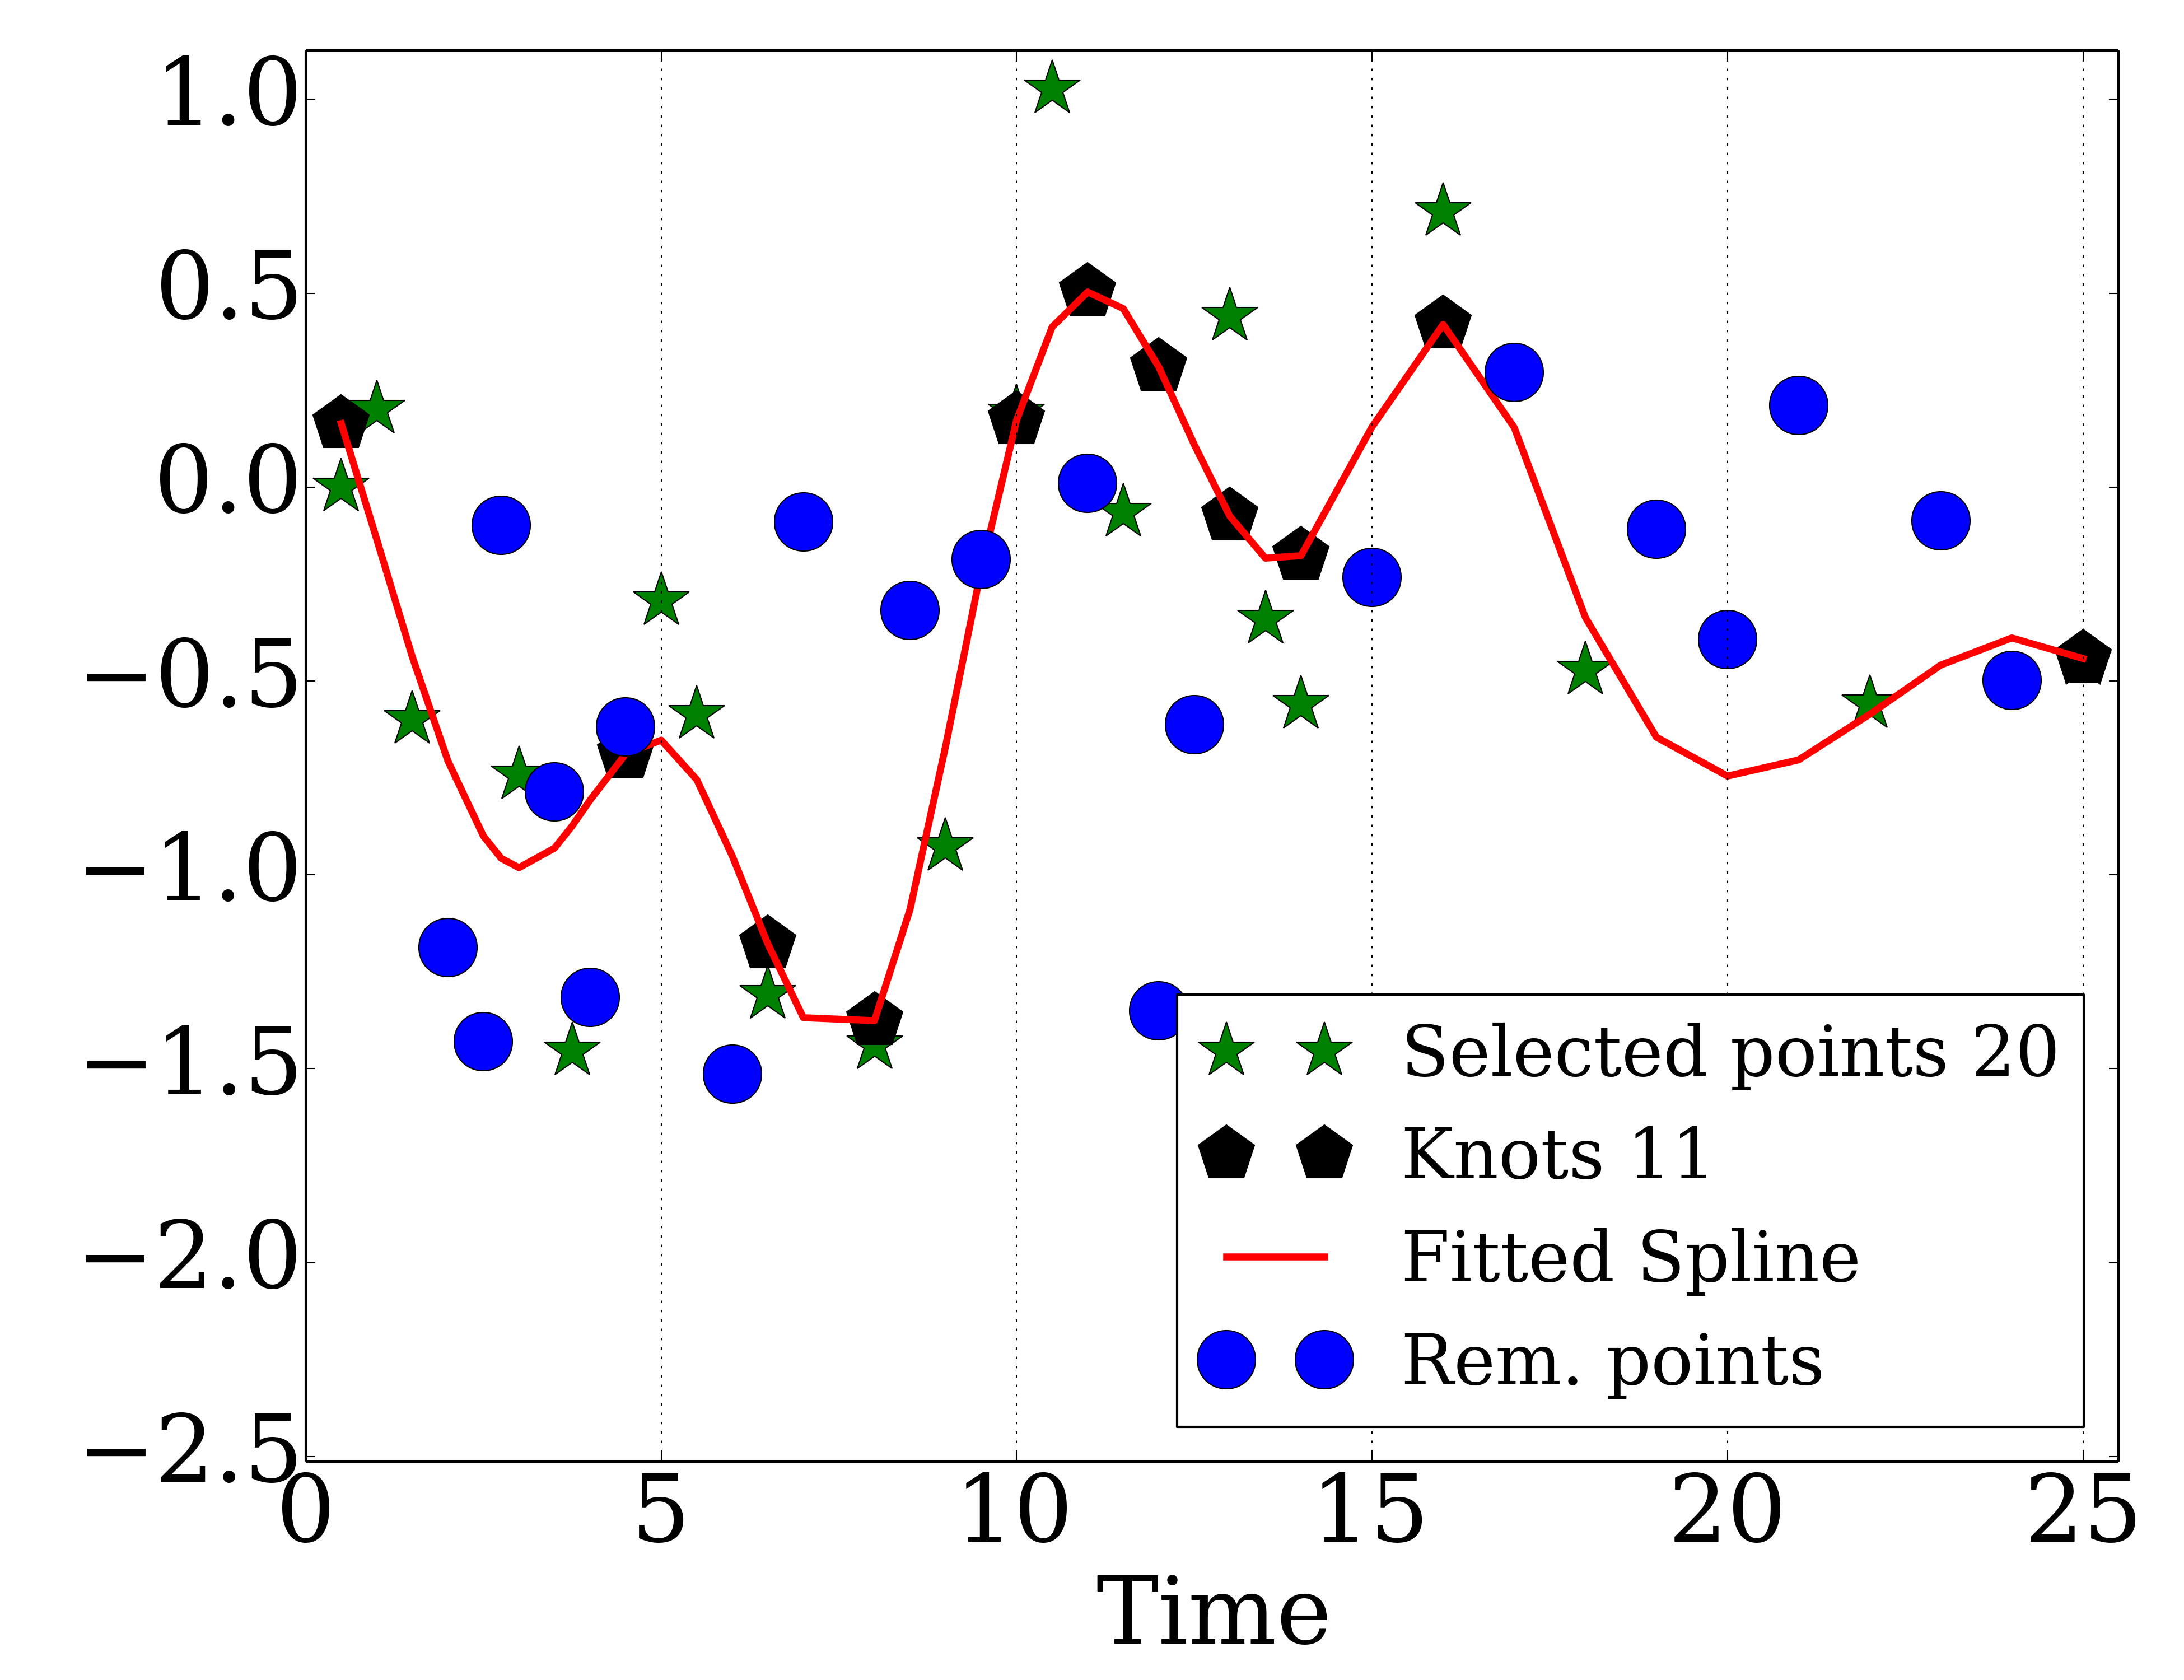 1.0
0.5
0.0
−0.5
−1.0
−1.5
−2.0
−2.5
0 5 10 15 20 25
Time
Selected points 20
Knots 11
Fitted Spline
Rem. points